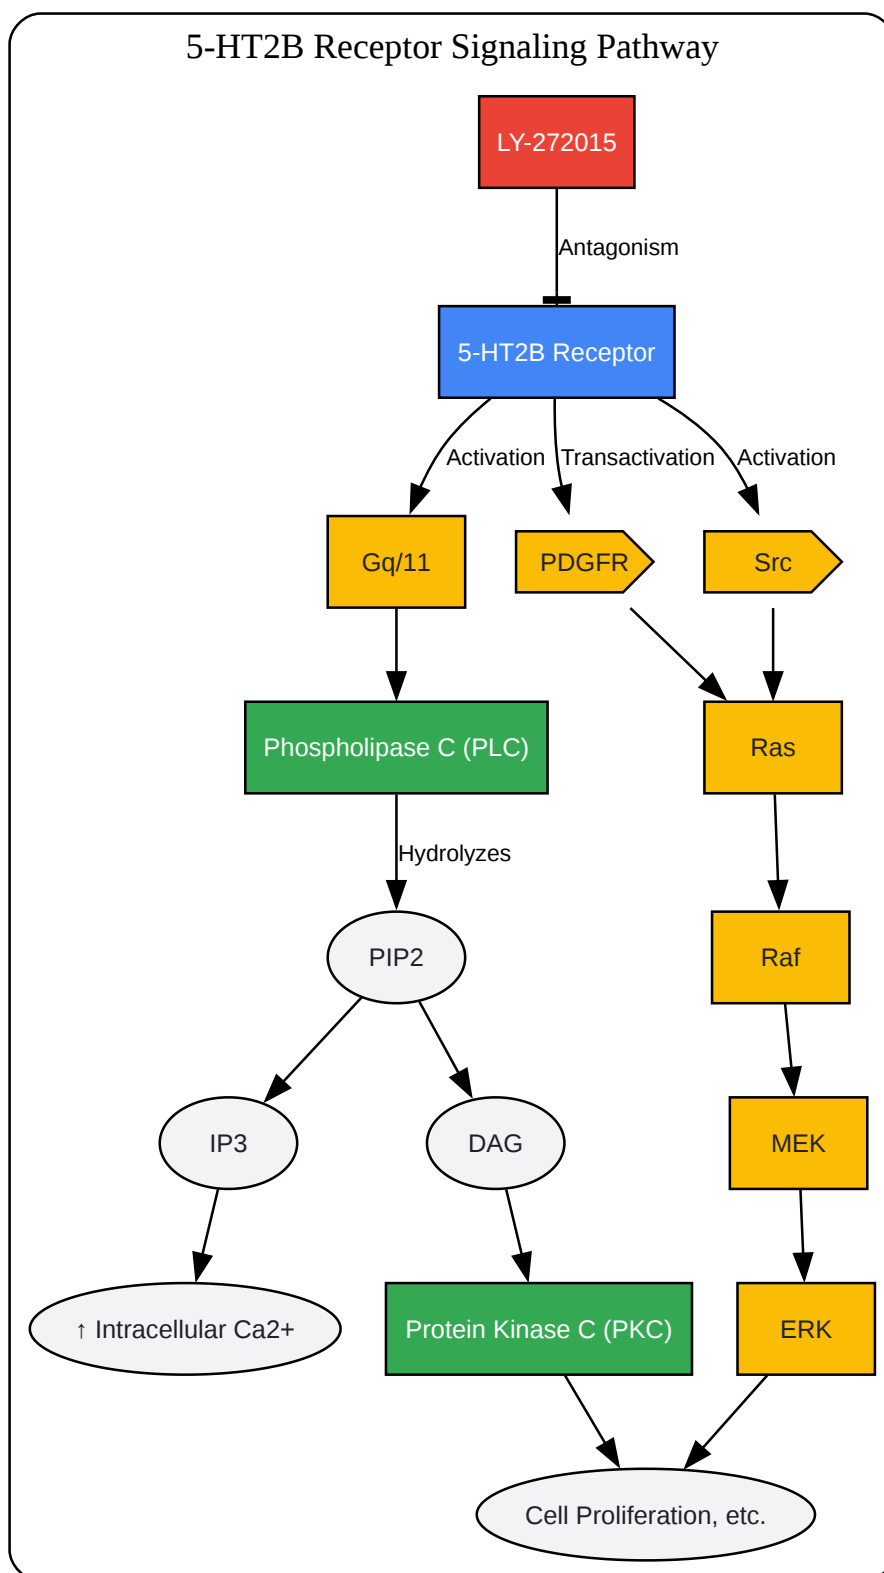 5-HT2B Receptor Signaling Pathway
LY-272015
Antagonism
5-HT2B Receptor
Activation
Transactivation
Activation
Gq/11
PDGFR
Src
Phospholipase C (PLC)
Ras
Hydrolyzes
PIP2
Raf
IP3
DAG
MEK
↑ Intracellular Ca2+
Protein Kinase C (PKC)
ERK
Cell Proliferation, etc.